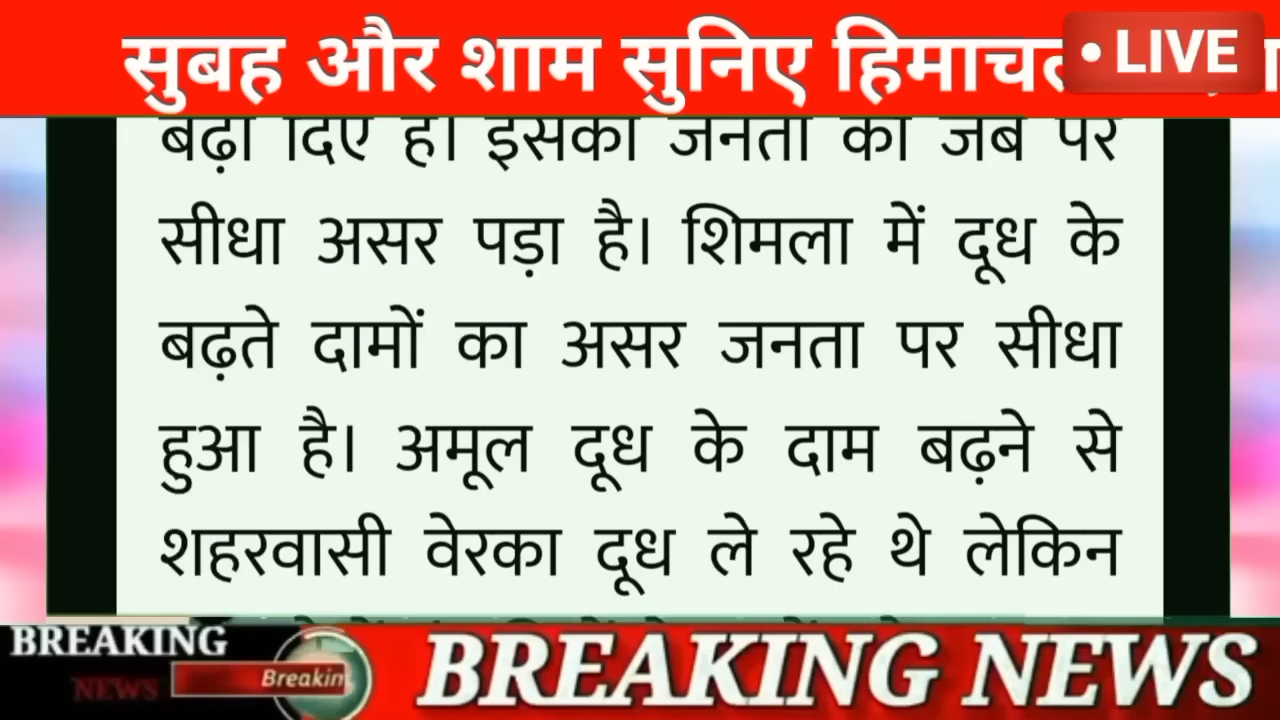 सुबह और शाम सुनिए
• LIVE
बढ़ा दिए हैं। इसका जनता की जेब पर
सीधा असर पड़ा है। शिमला में दूध के
बढ़ते दामों का असर जनता पर सीधा
हुआ है। अमूल दूध के दाम बढ़ने से
शहरवासी वेरका दूध ले रहे थे लेकिन
BREAKING
NEWS
BREAKING NEWS